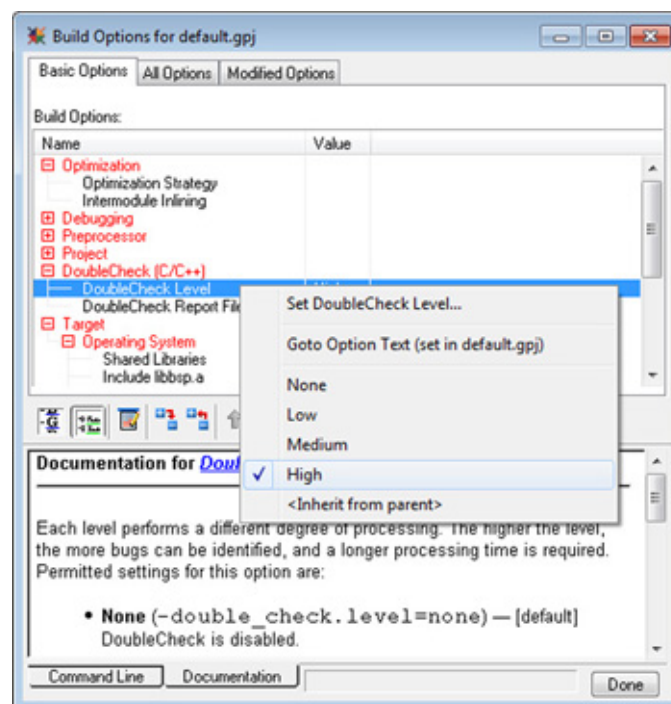 Build Options for default.gpj
Basic Options All Options Modified Options
Build Options:
Name Value
Optimization
Optimization Strategy
Intermodule Inlining
Debugging
Preprocessor
Project
DoubleCheck (C/C++)
DoubleCheck Level
DoubleCheck Report File
Target
Operating System
Shared Libraries
Include libbsp.a
Set DoubleCheck Level...
Goto Option Text (set in default.gpj)
None
Low
Medium
High
<Inherit from parent>
Documentation for
Each level performs a different degree of processing. The higher the level,
the more bugs can be identified, and a longer processing time is required.
Permitted settings for this option are:
• None (-double_check.level=none) — [default]
DoubleCheck is disabled.
Command Line Documentation Done